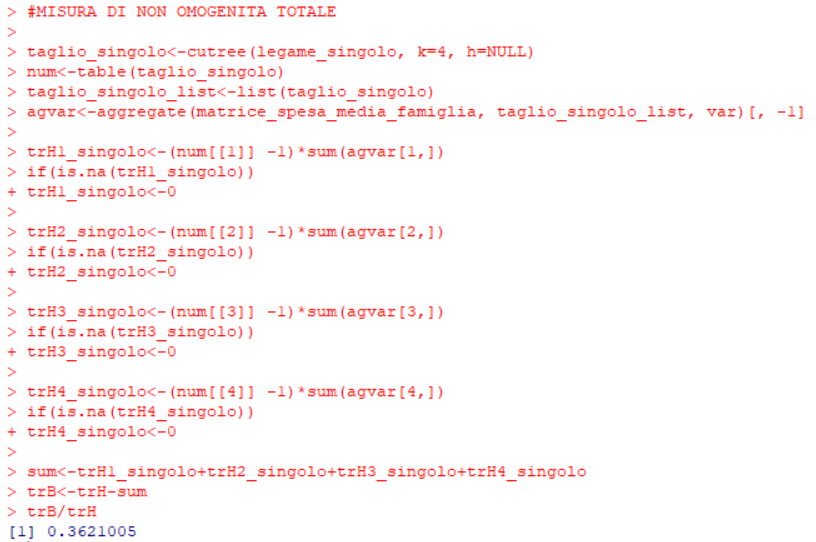 > #MISURA DI NON OMOGENITA TOTALE
>
> taglio_singolo<-cutree(legame_singolo, k=4, h=NULL)
> num<-table(taglio_singolo)
> taglio_singolo_list<-list(taglio_singolo)
> agvar<-aggregate(matrice_spesa_media_famiglia, taglio_singolo_list, var)[, -1]
>
> trH1_singolo<-(num[[1]] -1)*sum(agvar[1,])
> if(is.na(trH1_singolo))
+ trH1_singolo<-0
>
> trH2_singolo<-(num[[2]] -1)*sum(agvar[2,])
> if(is.na(trH2_singolo))
+ trH2_singolo<-0
>
> trH3_singolo<-(num[[3]] -1)*sum(agvar[3,])
> if(is.na(trH3_singolo))
+ trH3_singolo<-0
>
> trH4_singolo<-(num[[4]] -1)*sum(agvar[4,])
> if(is.na(trH4_singolo))
+ trH4_singolo<-0
>
> sum<-trH1_singolo+trH2_singolo+trH3_singolo+trH4_singolo
> trB<-trH-sum
> trB/trH
[1] 0.3621005